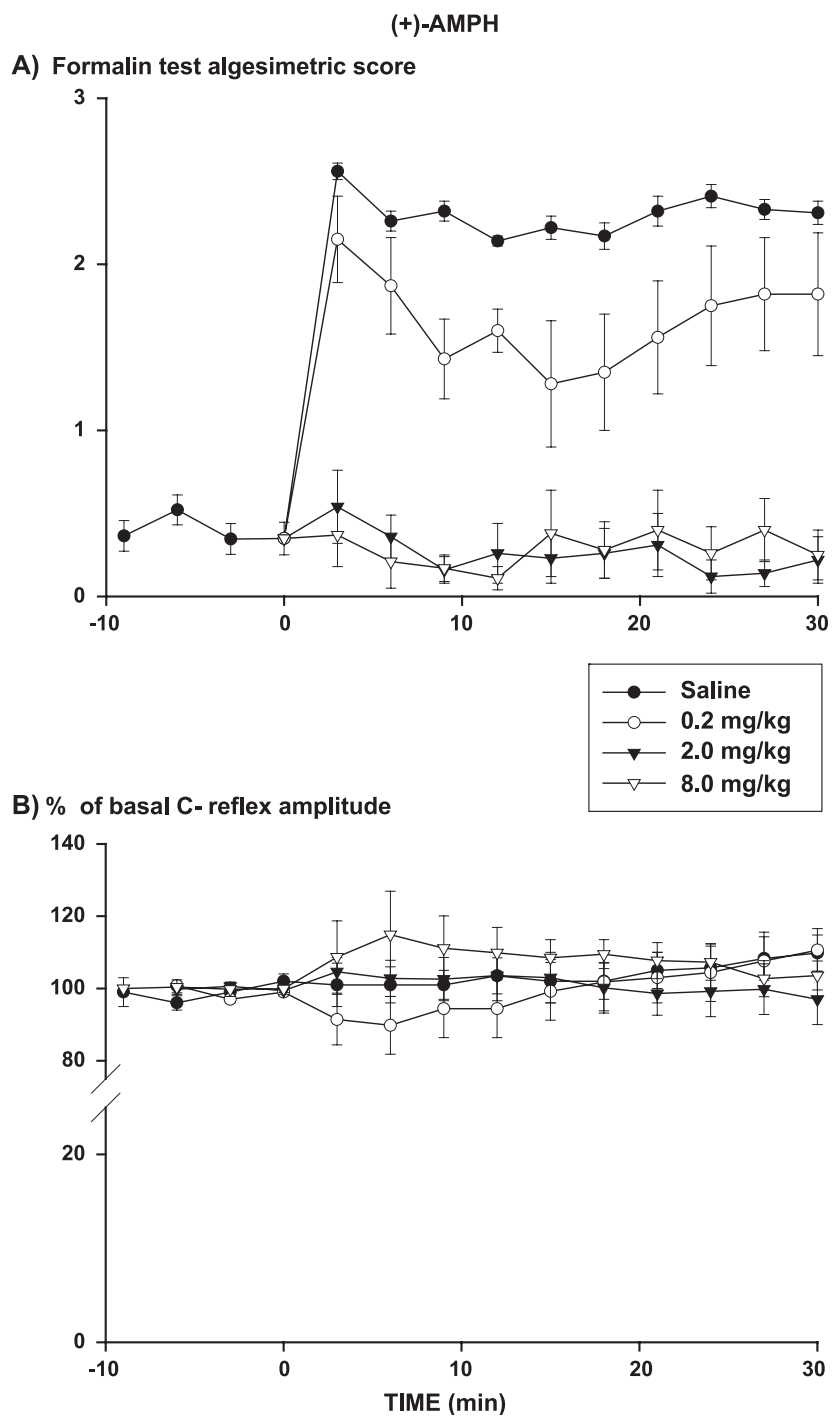 (+)-AMPH
A) Formalin test algesimetric score
3
2
1
0
-10 0 10 20 30
Saline
0.2 mg/kg
2.0 mg/kg
8.0 mg/kg
B) % of basal C- reflex amplitude
140
120
100
80
20
0
-10 0 10 20 30
TIME (min)